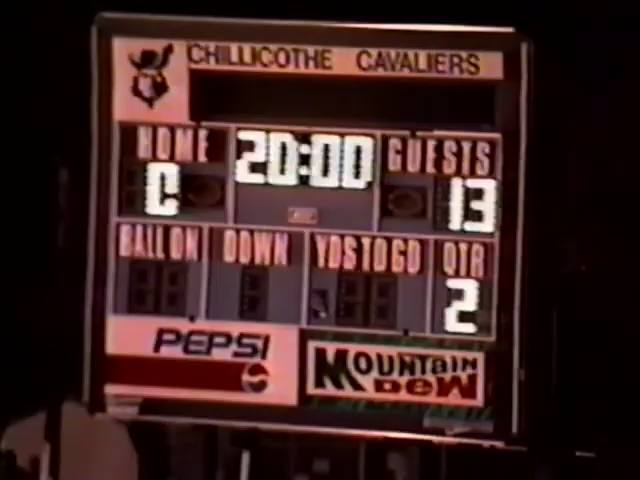 CHILLICOTHE CAVALIERS
HOME 20:00 GUESTS
0 13
BALL ON DOWN YDS TO GO QTR
2
PEPSI
MOUNTAIN
DEW